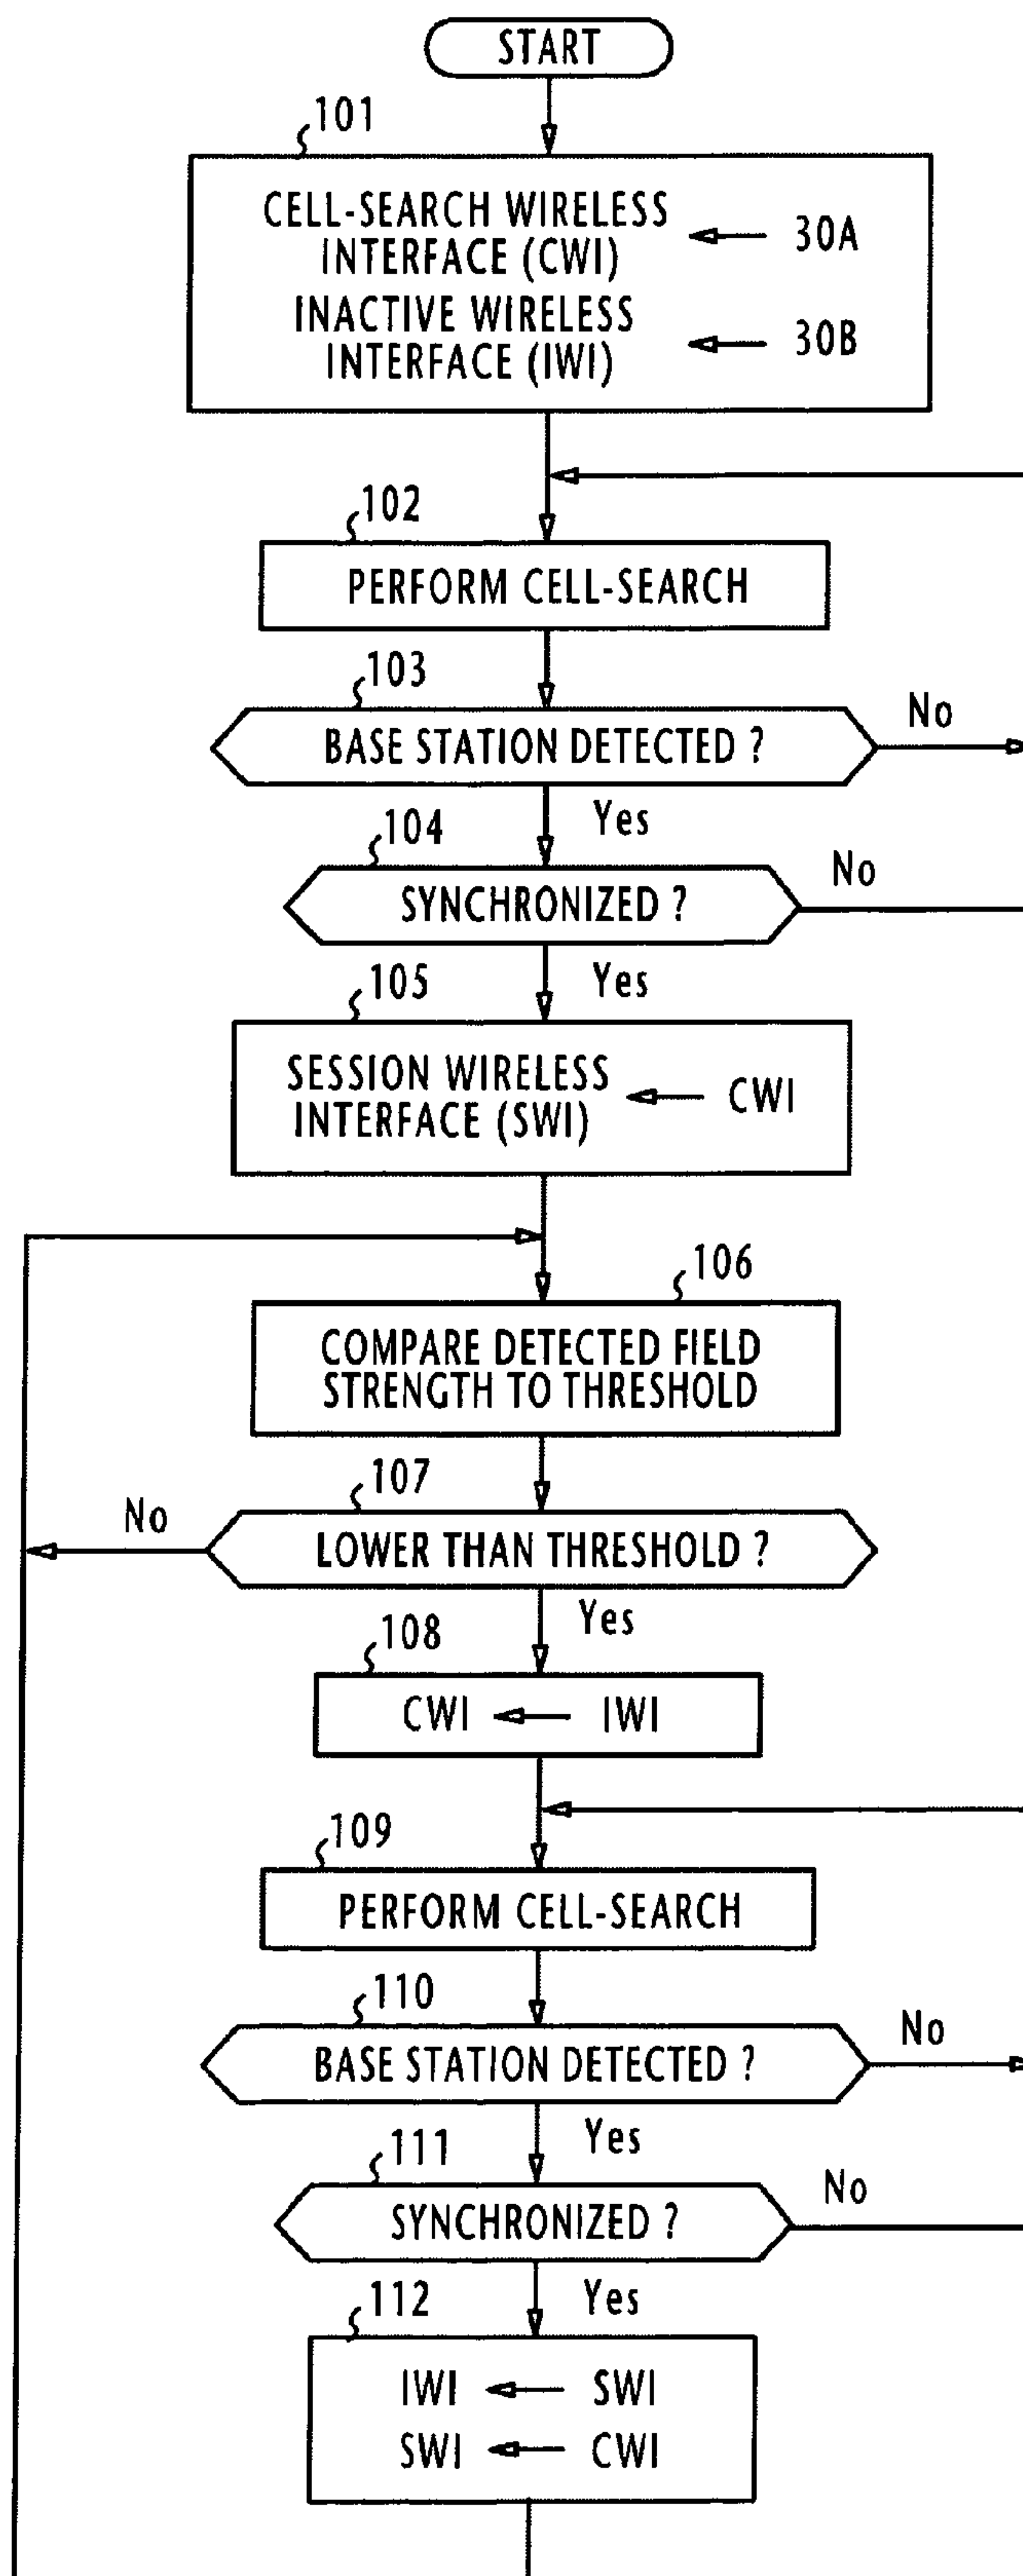 START
101
CELL-SEARCH WIRELESS
INTERFACE (CWI)
30A
INACTIVE WIRELESS
INTERFACE (IWI)
30B
102
PERFORM CELL-SEARCH
103
BASE STATION DETECTED ?
No
Yes
104
SYNCHRONIZED ?
No
Yes
105
SESSION WIRELESS
INTERFACE (SWI)
CWI
106
COMPARE DETECTED FIELD
STRENGTH TO THRESHOLD
107
LOWER THAN THRESHOLD ?
No
Yes
108
CWI ← IWI
109
PERFORM CELL-SEARCH
110
BASE STATION DETECTED ?
No
Yes
111
SYNCHRONIZED ?
No
Yes
112
IWI ← SWI
SWI ← CWI